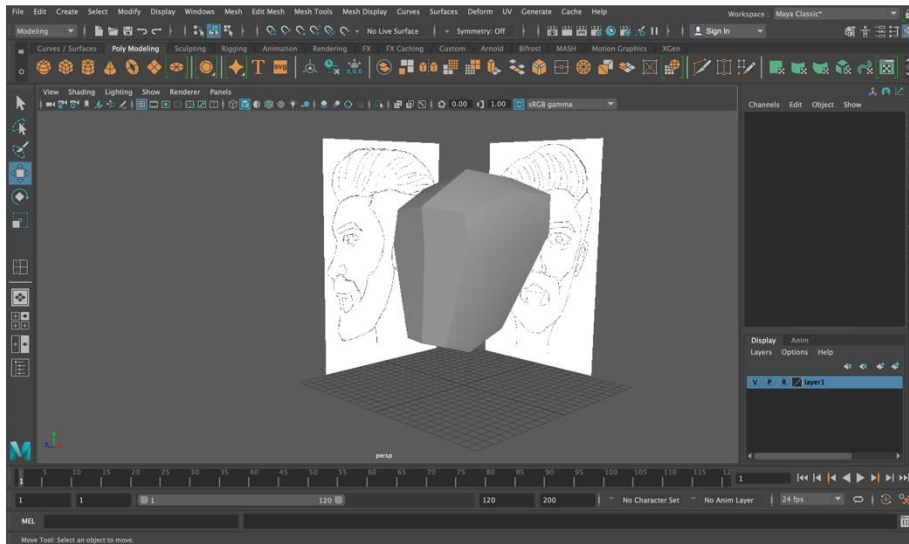 File Edit Create Select Modify Display Windows Mesh Edit Mesh Mesh Tools Mesh Display Curves Surfaces Deform UV Generate Cache Help Workspace : Maya Classic*
Modeling No Live Surface Symmetry: Off Sign In
Curves / Surfaces Poly Modeling Sculpting Rigging Animation Rendering FX FX Caching Custom Arnold Bifrost MASH Motion Graphics XGen
T SVG
View Shading Lighting Show Renderer Panels
0.00 1.00 sRGB gamma
Channels Edit Object Show
persp
Display Anim
Layers Options Help
V P R layer1
M
5 10 15 20 25 30 35 40 45 50 55 60 65 70 75 80 85 90 95 100 105 110 115 12
1 1
1 1 1 120 120 200 No Character Set No Anim Layer 24 fps
MEL
Move Tool: Select an object to move.